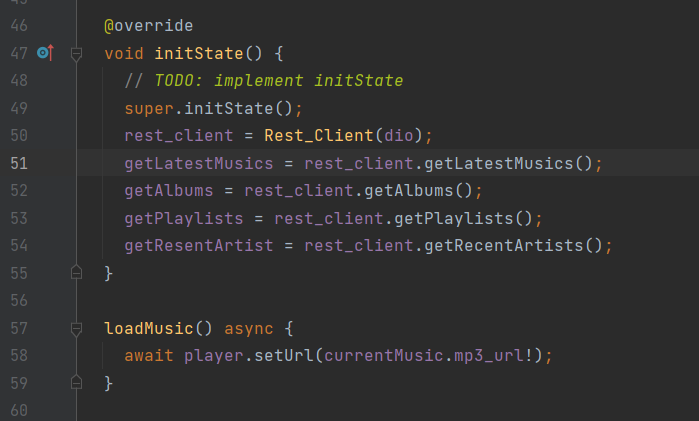 46 @override
47 void initState() {
48 // TODO: implement initState
49 super.initState();
50 rest_client = Rest_Client(dio);
51 getLatestMusics = rest_client.getLatestMusics();
52 getAlbums = rest_client.getAlbums();
53 getPlaylists = rest_client.getPlaylists();
54 getResentArtist = rest_client.getRecentArtists();
55 }
56
57 loadMusic() async {
58 await player.setUrl(currentMusic.mp3_url!);
59 }
60